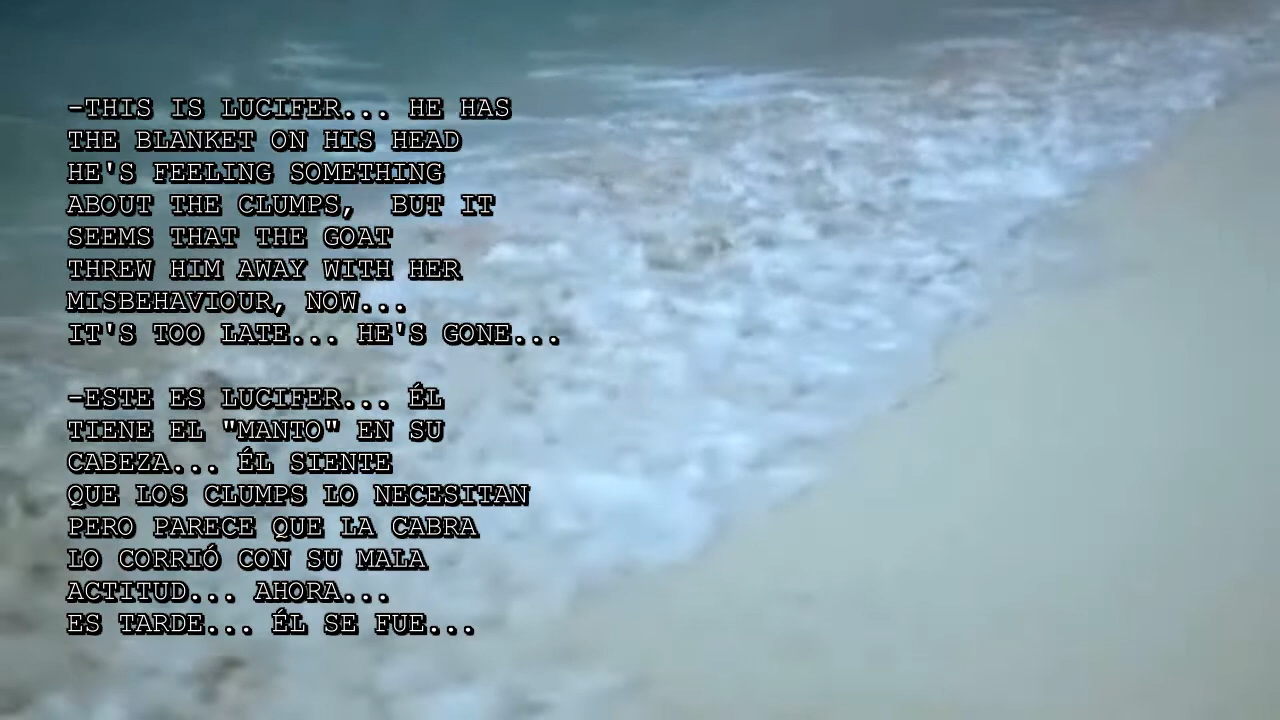 -THIS IS LUCIFER... HE HAS
THE BLANKET ON HIS HEAD
HE'S FEELING SOMETHING
ABOUT THE CLUMPS,  BUT IT
SEEMS THAT THE GOAT
THREW HIM AWAY WITH HER
MISBEHAVIOUR, NOW...
IT'S TOO LATE... HE'S GONE...
-ESTE ES LUCIFER... ÉL
TIENE EL "MANTO" EN SU
CABEZA... ÉL SIENTE
QUE LOS CLUMPS LO NECESITAN
PERO PARECE QUE LA CABRA
LO CORRIÓ CON SU MALA
ACTITUD... AHORA...
ES TARDE... ÉL SE FUE...